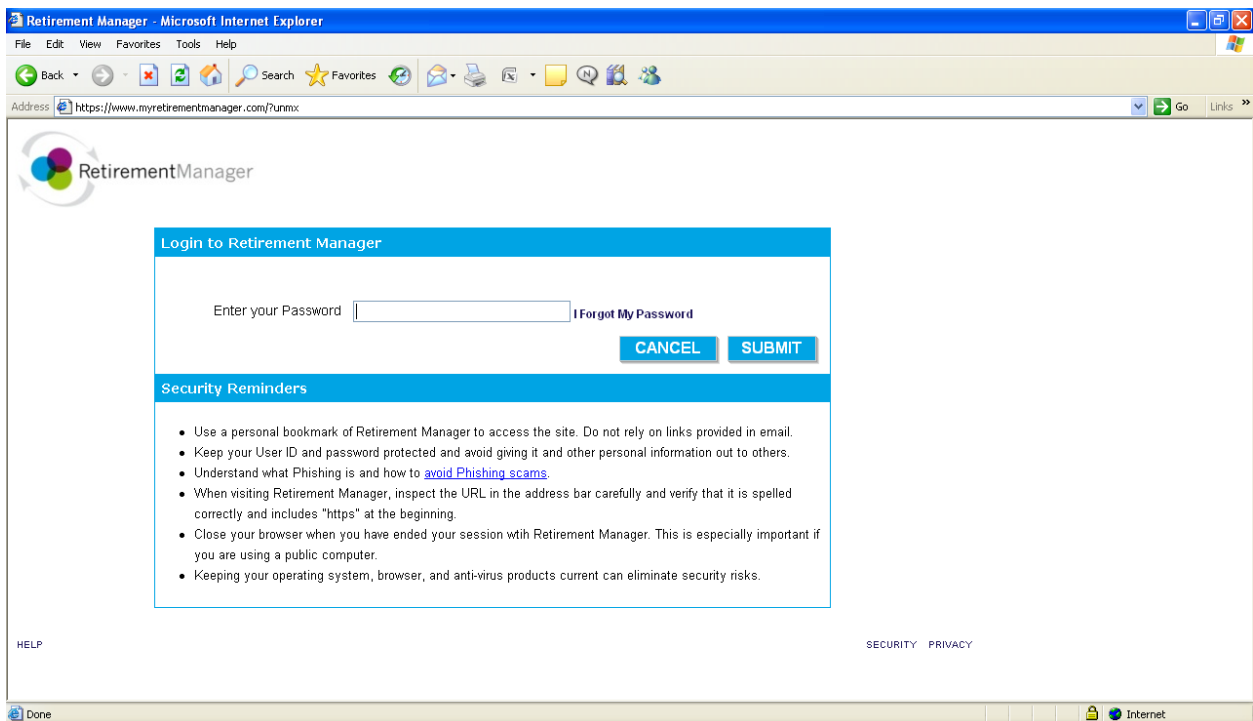 Retirement Manager - Microsoft Internet Explorer
File Edit View Favorites Tools Help
Back Search Favorites
Address https://www.myretirementmanager.com/?unmx Go Links »
RetirementManager
Login to Retirement Manager
Enter your Password I Forgot My Password
CANCEL SUBMIT
Security Reminders
• Use a personal bookmark of Retirement Manager to access the site. Do not rely on links provided in email.
• Keep your User ID and password protected and avoid giving it and other personal information out to others.
• Understand what Phishing is and how to avoid Phishing scams.
• When visiting Retirement Manager, inspect the URL in the address bar carefully and verify that it is spelled
correctly and includes "https" at the beginning.
• Close your browser when you have ended your session wtih Retirement Manager. This is especially important if
you are using a public computer.
• Keeping your operating system, browser, and anti-virus products current can eliminate security risks.
HELP SECURITY PRIVACY
Done Internet